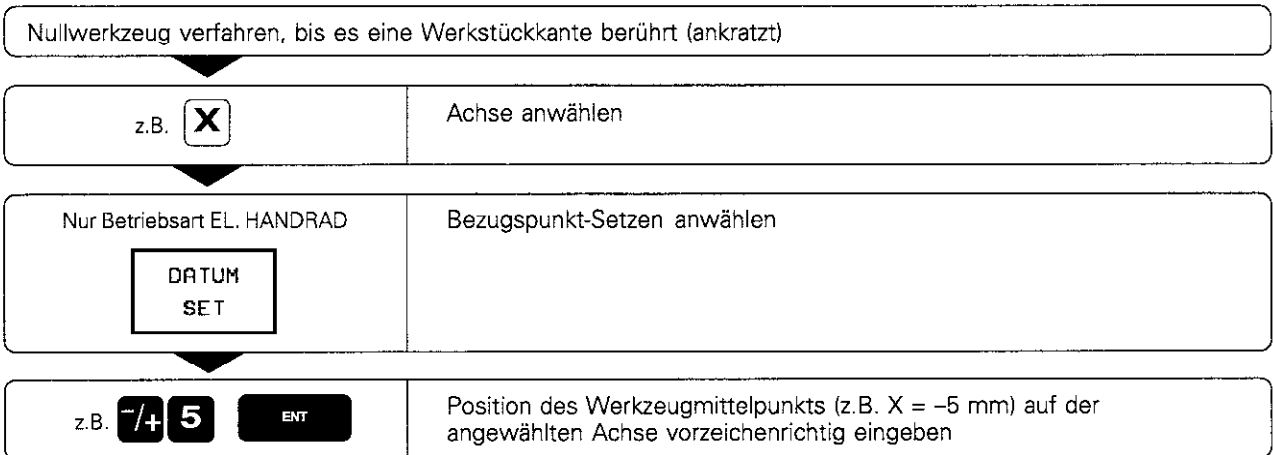 Nullwerkzeug verfahren, bis es eine Werkstückkante berührt (ankratzt)
z.B. X
Achse anwählen
Nur Betriebsart EL. HANDRAD
DATUM
SET
Bezugspunkt-Setzen anwählen
z.B. −/+ 5 ENT
Position des Werkzeugmittelpunkts (z.B. X = –5 mm) auf der
angewählten Achse vorzeichenrichtig eingeben